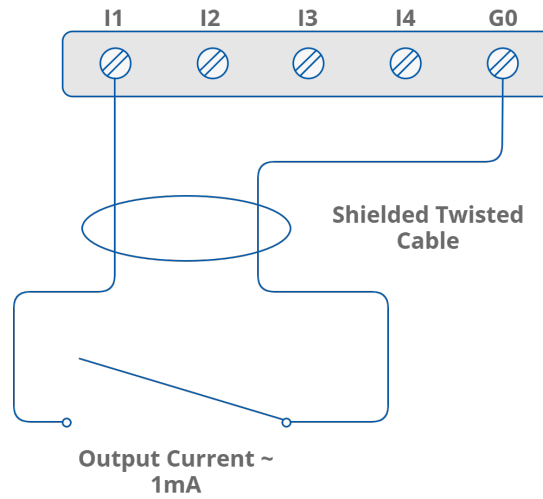 I1 I2 I3 I4 G0
Shielded Twisted
Cable
Output Current ~
1mA